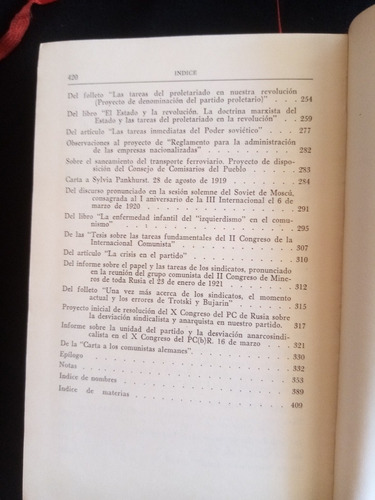 420 INDICE
Del folleto "Las tareas del proletariado en nuestra revolución
(Proyecto de denominación del partido proletario)" . . . 254
Del libro "El Estado y la revolución. La doctrina marxista del
Estado y las tareas del proletariado en la revolución" . . . 259
Del artículo "Las tareas inmediatas del Poder soviético" . . . 277
Observaciones al proyecto de "Reglamento para la administración
de las empresas nacionalizadas" . . . 282
Sobre el saneamiento del transporte ferroviario. Proyecto de dispo-
sición del Consejo de Comisarios del Pueblo . . . 283
Carta a Sylvia Pankhurst. 28 de agosto de 1919 . . . 284
Del discurso pronunciado en la sesión solemne del Soviet de Moscú,
consagrada al I aniversario de la III Internacional el 6 de
marzo de 1920 . . . 291
Del libro "La enfermedad infantil del "izquierdismo" en el comu-
nismo" . . . 295
De las "Tesis sobre las tareas fundamentales del II Congreso de la
Internacional Comunista" . . . 307
Del artículo "La crisis en el partido" . . . 310
Del informe sobre el papel y las tareas de los sindicatos, pronunciado
en la reunión del grupo comunista del II Congreso de Mine-
ros de toda Rusia el 23 de enero de 1921 . . . 312
Del folleto "Una vez más acerca de los sindicatos, el momento
actual y los errores de Trotski y Bujarin" . . . 315
Proyecto inicial de resolución del X Congreso del PC de Rusia sobre
la desviación sindicalista y anarquista en nuestro partido. 317
Informe sobre la unidad del partido y la desviación anarcosindi-
calista en el X Congreso del PC(b)R. 16 de marzo . . . 321
De la "Carta a los comunistas alemanes". . . . 330
Epílogo . . . 332
Notas . . . 353
Indice de nombres . . . 389
Indice de materias . . . 409